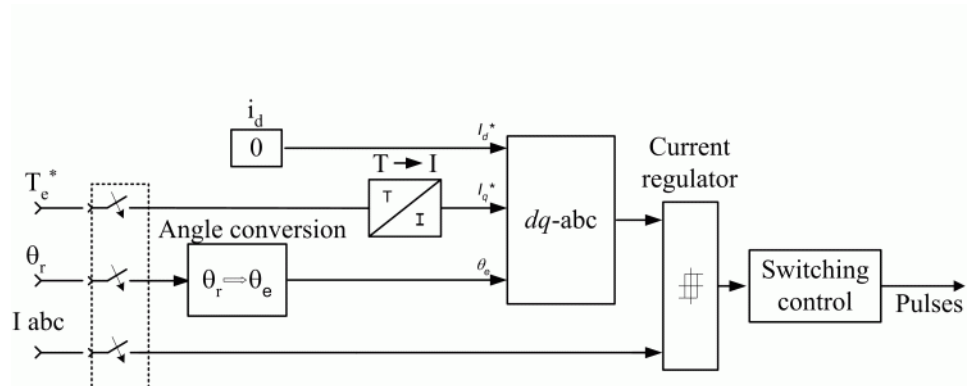 i_d
0
I_d*
T → I
T_e*
T
I
I_q*
Current
regulator
dq-abc
Angle conversion
θ_r
θ_r ⇒ θ_e
θ_e
Switching
control
Pulses
I abc